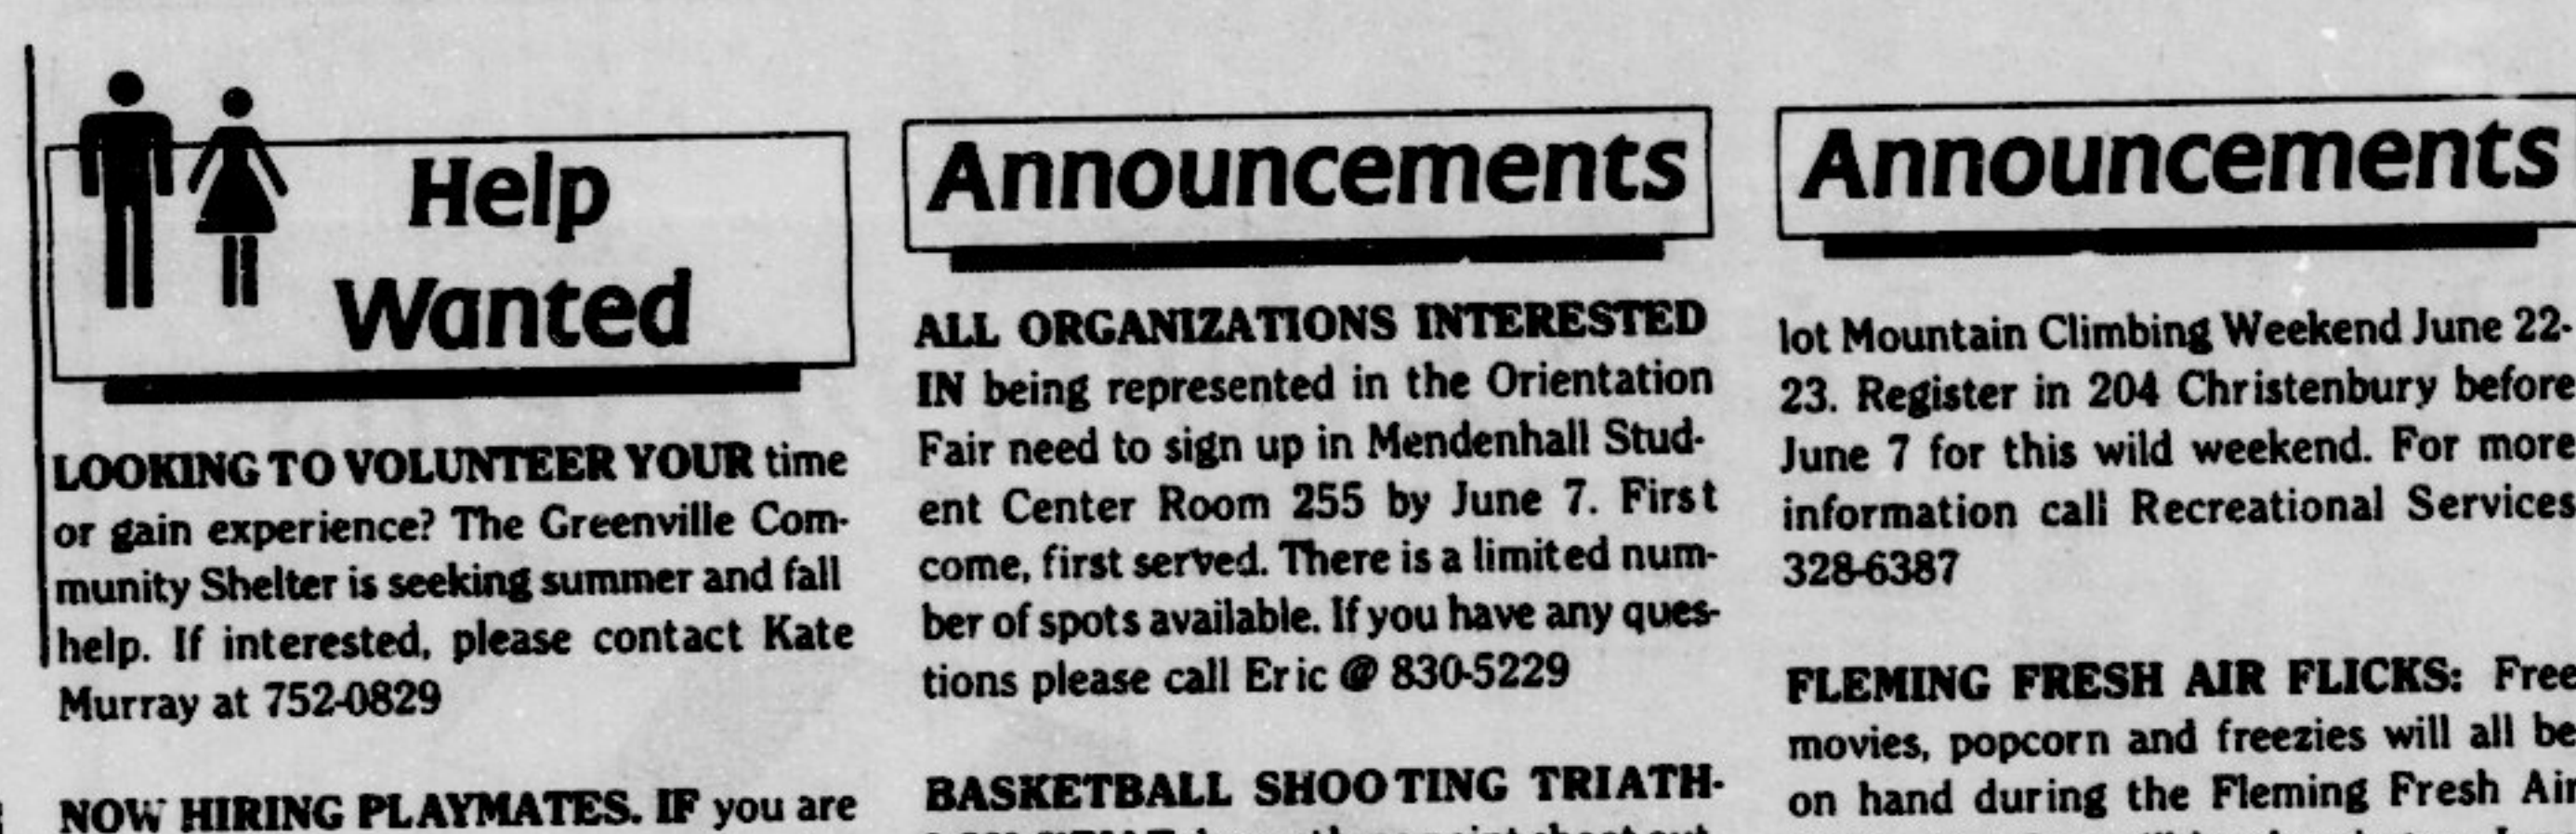 Help
Wanted
LOOKING TO VOLUNTEER YOUR time
or gain experience? The Greenville Com-
munity Shelter is seeking summer and fall
help. If interested, please contact Kate
Murray at 752-0829
NOW HIRING PLAYMATES. IF you are
Announcements
ALL ORGANIZATIONS INTERESTED
IN being represented in the Orientation
Fair need to sign up in Mendenhall Stud-
ent Center Room 255 by June 7. First
come, first served. There is a limited num-
ber of spots available. If you have any ques-
tions please call Eric @ 830-5229
BASKETBALL SHOOTING TRIATH-
Announcements
lot Mountain Climbing Weekend June 22-
23. Register in 204 Christenbury before
June 7 for this wild weekend. For more
information call Recreational Services
328-6387
FLEMING FRESH AIR FLICKS: Free
movies, popcorn and freezies will all be
on hand during the Fleming Fresh Air